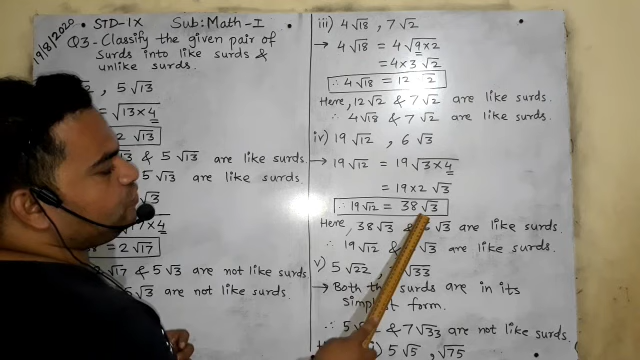 19/8/2020
• STD-IX Sub: Math-I
Q3- Classify the given pair of
surds into like surds &
unlike surds.
, 5√13
= √13×4
2√13
& 5√13 are like surds.
5√13 are like surds.
√3
×4
= 2√17
√17 & 5√3 are not like surds
5√3 are not like surds.
iii) 4√18 , 7√2
→ 4√18 = 4√9×2
= 4×3√2
∴ 4√18 = 12√2
Here, 12√2 & 7√2 are like surds.
∴ 4√18 & 7√2 are like surds.
iv) 19√12 , 6√3
→ 19√12 = 19√3×4
= 19×2√3
∴ 19√12 = 38√3
Here, 38√3 & 6√3 are like surds.
∴ 19√12 & √3 are like surds.
v) 5√22 , √33
→ Both the surds are in its
simplest form.
∴ & 7√33 are not like surds.
5√5 , √75